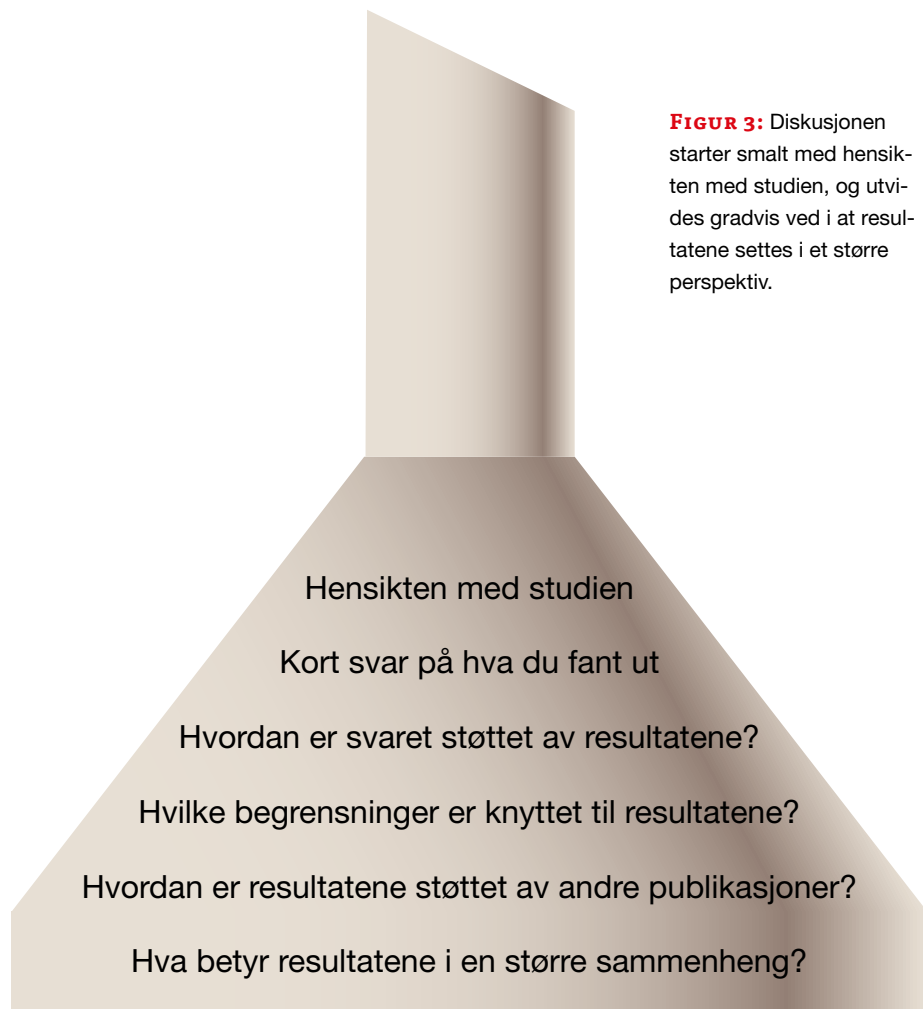 FIGUR 3: Diskusjonen
starter smalt med hensik-
ten med studien, og utvi-
des gradvis ved i at resul-
tatene settes i et større
perspektiv.
Hensikten med studien
Kort svar på hva du fant ut
Hvordan er svaret støttet av resultatene?
Hvilke begrensninger er knyttet til resultatene?
Hvordan er resultatene støttet av andre publikasjoner?
Hva betyr resultatene i en større sammenheng?